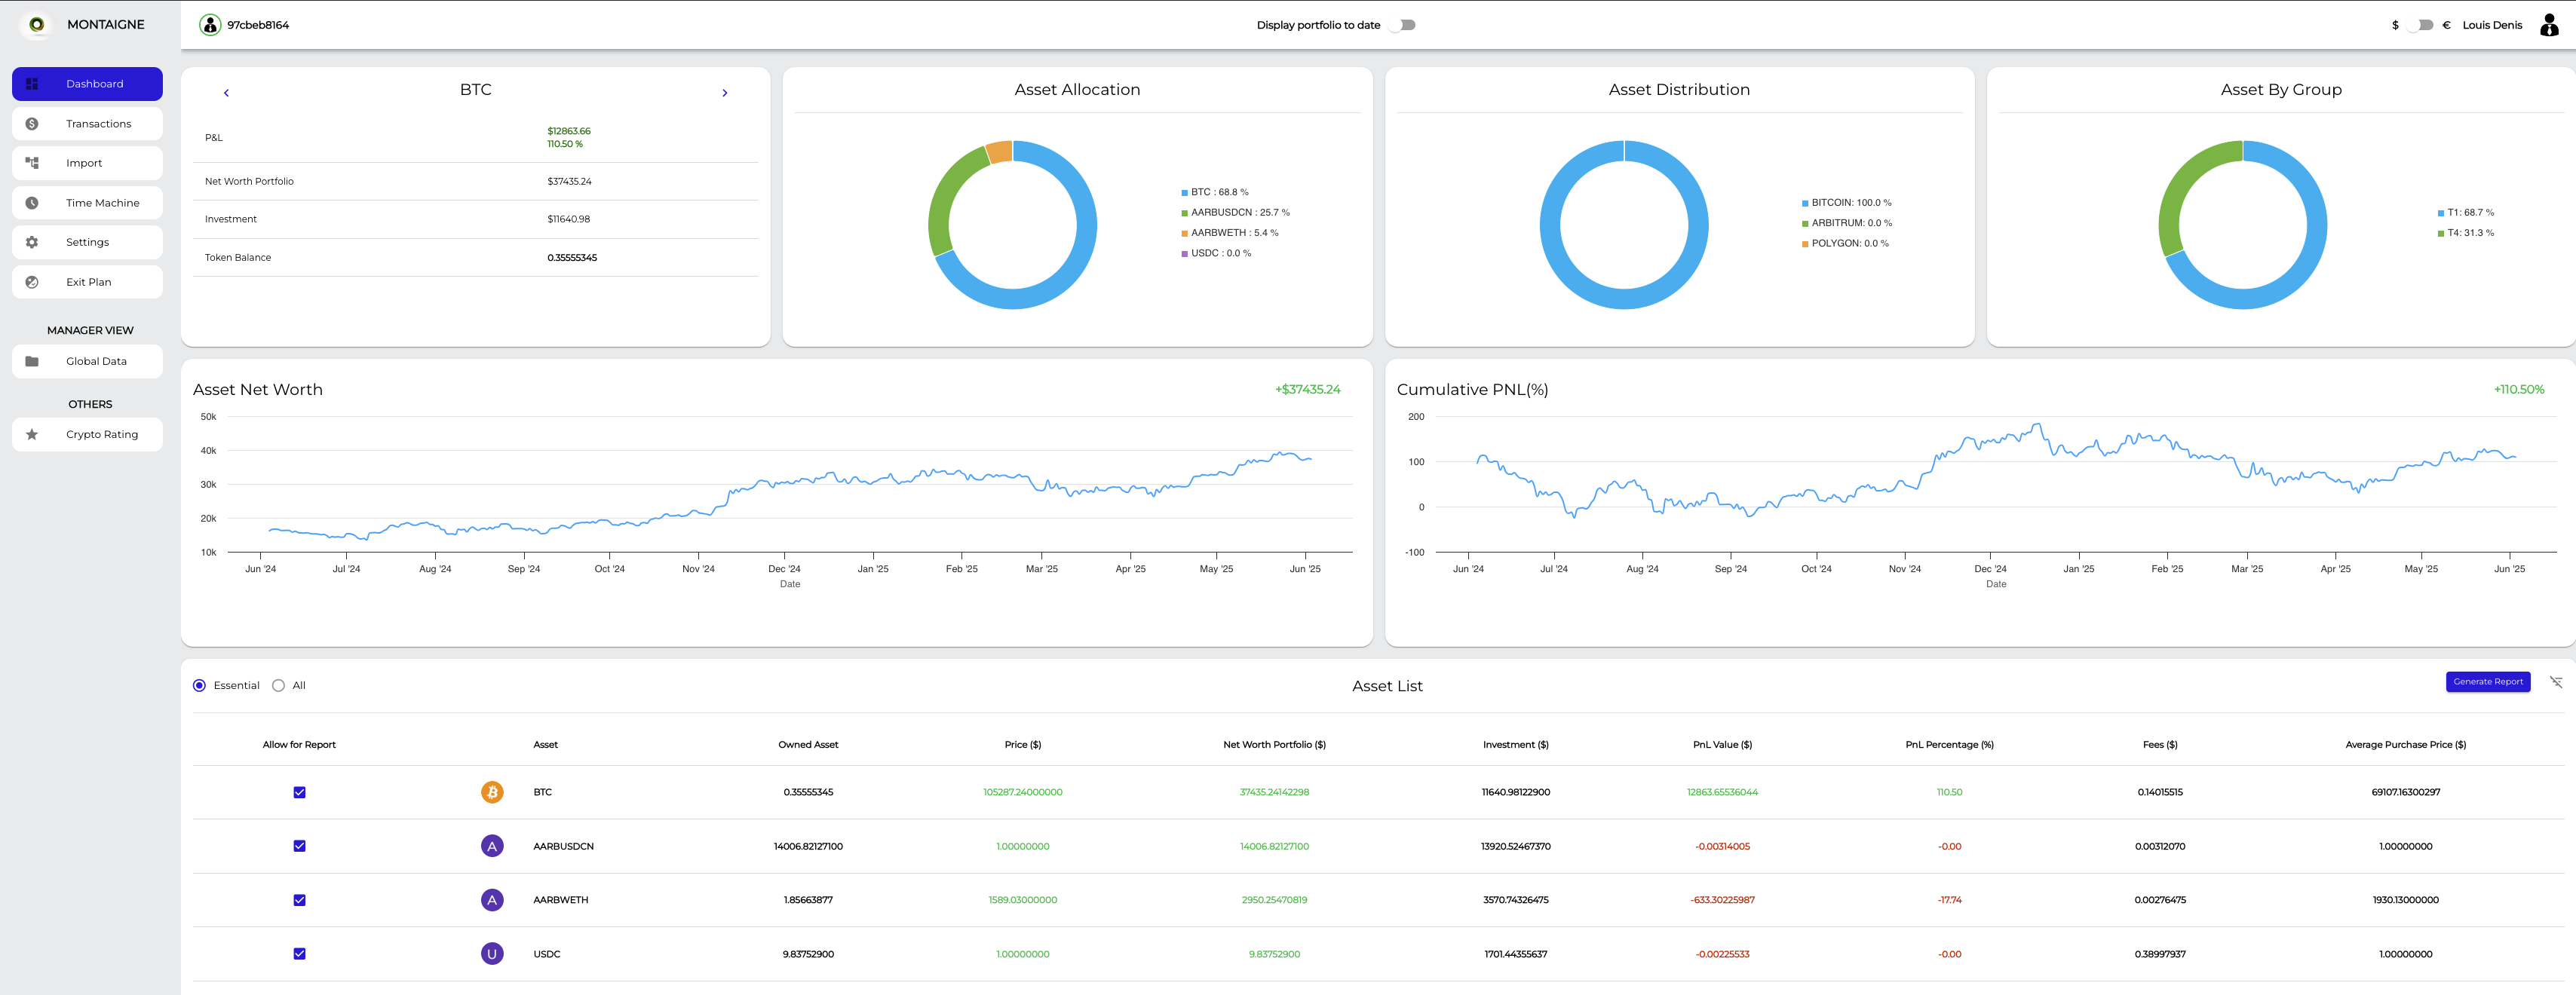 MONTAIGNE
97cbeb8164
Display portfolio to date
$ € Louis Denis
Dashboard
Transactions
Import
Time Machine
Settings
Exit Plan
MANAGER VIEW
Global Data
OTHERS
Crypto Rating
BTC
P&L
$12863.66
110.50 %
Net Worth Portfolio $37435.24
Investment $11640.98
Token Balance 0.35555345
Asset Allocation
BTC : 68.8 %
AARBUSDCN : 25.7 %
AARBWETH : 5.4 %
USDC : 0.0 %
Asset Distribution
BITCOIN: 100.0 %
ARBITRUM: 0.0 %
POLYGON: 0.0 %
Asset By Group
T1: 68.7 %
T4: 31.3 %
Asset Net Worth +$37435.24
50k
40k
30k
20k
10k
Jun '24 Jul '24 Aug '24 Sep '24 Oct '24 Nov '24 Dec '24 Jan '25 Feb '25 Mar '25 Apr '25 May '25 Jun '25
Date
Cumulative PNL(%) +110.50%
200
100
0
-100
Jun '24 Jul '24 Aug '24 Sep '24 Oct '24 Nov '24 Dec '24 Jan '25 Feb '25 Mar '25 Apr '25 May '25 Jun '25
Date
Essential All Asset List Generate Report
Allow for Report Asset Owned Asset Price ($) Net Worth Portfolio ($) Investment ($) PnL Value ($) PnL Percentage (%) Fees ($) Average Purchase Price ($)
BTC 0.35555345 105287.24000000 37435.24142298 11640.98122900 12863.65536044 110.50 0.14015515 69107.16300297
A AARBUSDCN 14006.82127100 1.00000000 14006.82127100 13920.52467370 -0.00314005 -0.00 0.00312070 1.00000000
A AARBWETH 1.85663877 1589.03000000 2950.25470819 3570.74326475 -633.30225987 -17.74 0.00276475 1930.13000000
U USDC 9.83752900 1.00000000 9.83752900 1701.44355637 -0.00225533 -0.00 0.38997937 1.00000000